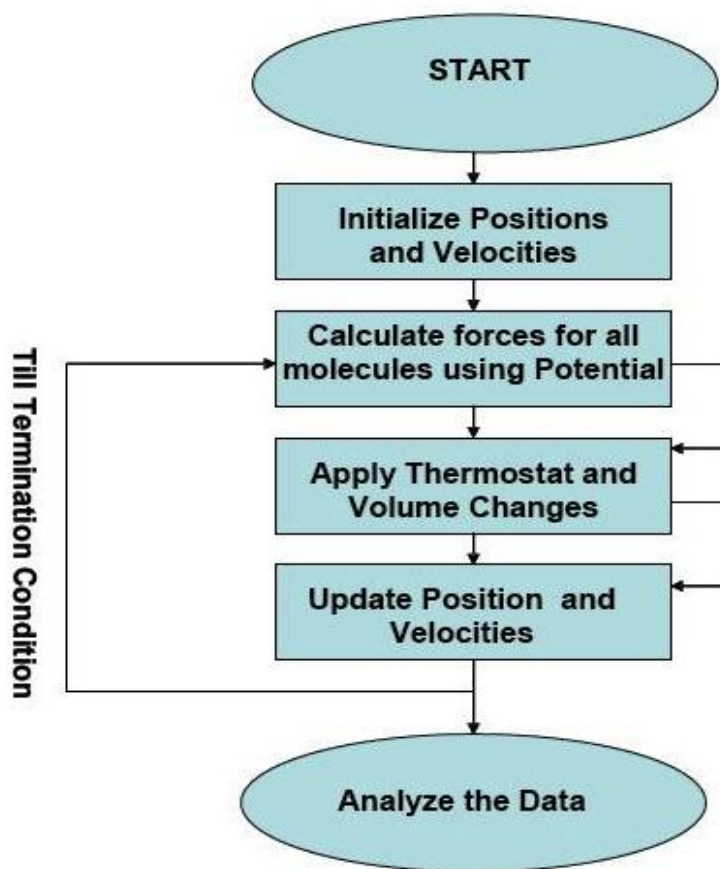 START
Initialize Positions
and Velocities
Calculate forces for all
molecules using Potential
Till Termination Condition
Apply Thermostat and
Volume Changes
Update Position and
Velocities
Analyze the Data